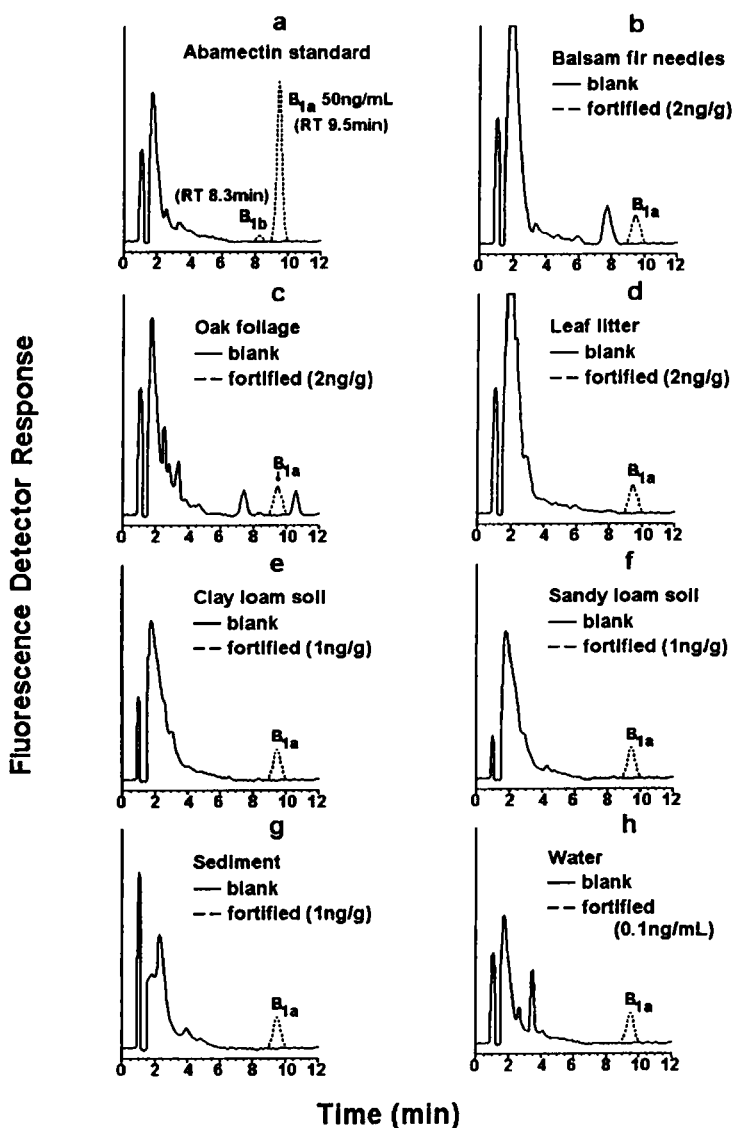 Fluorescence Detector Response
a
Abamectin standard
B1a 50ng/mL
(RT 9.5min)
(RT 8.3min)
B1b
0 2 4 6 8 10 12
b
Balsam fir needles
blank
fortified (2ng/g)
B1a
0 2 4 6 8 10 12
c
Oak foliage
blank
fortified (2ng/g)
B1a
0 2 4 6 8 10 12
d
Leaf litter
blank
fortified (2ng/g)
B1a
0 2 4 6 8 10 12
e
Clay loam soil
blank
fortified (1ng/g)
B1a
0 2 4 6 8 10 12
f
Sandy loam soil
blank
fortified (1ng/g)
B1a
0 2 4 6 8 10 12
g
Sediment
blank
fortified (1ng/g)
B1a
0 2 4 6 8 10 12
h
Water
blank
fortified
(0.1ng/mL)
B1a
0 2 4 6 8 10 12
Time (min)